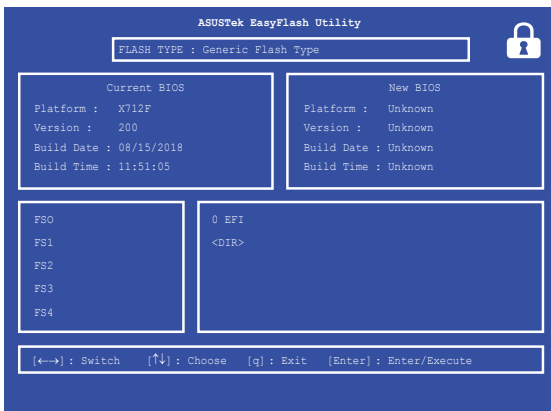 ASUSTek EasyFlash Utility
FLASH TYPE : Generic Flash Type
Current BIOS
Platform : X712F
Version : 200
Build Date : 08/15/2018
Build Time : 11:51:05
New BIOS
Platform : Unknown
Version : Unknown
Build Date : Unknown
Build Time : Unknown
FSO
FS1
FS2
FS3
FS4
0 EFI
<DIR>
[←→] : Switch [↑↓] : Choose [q] : Exit [Enter] : Enter/Execute